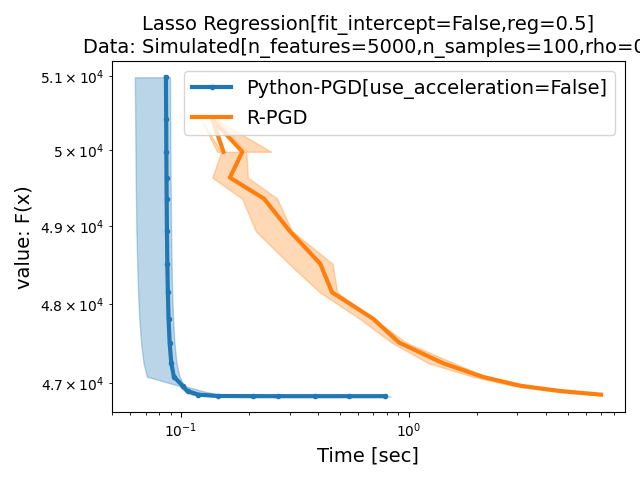 Lasso Regression[fit_intercept=False,reg=0.5]
Data: Simulated[n_features=5000,n_samples=100,rho=0
Python-PGD[use_acceleration=False]
R-PGD
value: F(x)
5.1 × 10⁴
5 × 10⁴
4.9 × 10⁴
4.8 × 10⁴
4.7 × 10⁴
10⁻¹
10⁰
Time [sec]